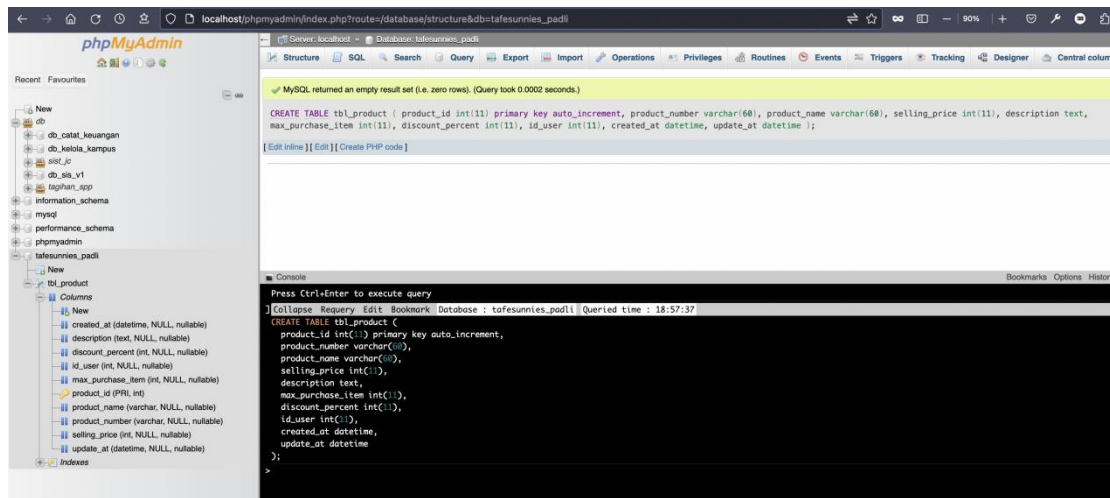 localhost/phpmyadmin/index.php?route=/database/structure&db=tafesunnies_padli
90%
phpMyAdmin
Recent Favourites
New
db
db_catat_keuangan
db_kelola_kampus
sist_jc
db_sis_v1
tagihan_spp
information_schema
mysql
performance_schema
phpmyadmin
tafesunnies_padli
New
tbl_product
Columns
New
created_at (datetime, NULL, nullable)
description (text, NULL, nullable)
discount_percent (int, NULL, nullable)
id_user (int, NULL, nullable)
max_purchase_item (int, NULL, nullable)
product_id (PRI, int)
product_name (varchar, NULL, nullable)
product_number (varchar, NULL, nullable)
selling_price (int, NULL, nullable)
update_at (datetime, NULL, nullable)
Indexes
Server: localhost » Database: tafesunnies_padli
Structure SQL Search Query Export Import Operations Privileges Routines Events Triggers Tracking Designer Central colum
MySQL returned an empty result set (i.e. zero rows). (Query took 0.0002 seconds.)
CREATE TABLE tbl_product ( product_id int(11) primary key auto_increment, product_number varchar(60), product_name varchar(60), selling_price int(11), description text,
max_purchase_item int(11), discount_percent int(11), id_user int(11), created_at datetime, update_at datetime );
[ Edit inline ] [ Edit ] [ Create PHP code ]
Console Bookmarks Options Histor
Press Ctrl+Enter to execute query
Collapse Requery Edit Bookmark Database : tafesunnies_padli Queried time : 18:57:37
CREATE TABLE tbl_product (
product_id int(11) primary key auto_increment,
product_number varchar(60),
product_name varchar(60),
selling_price int(11),
description text,
max_purchase_item int(11),
discount_percent int(11),
id_user int(11),
created_at datetime,
update_at datetime
);
>